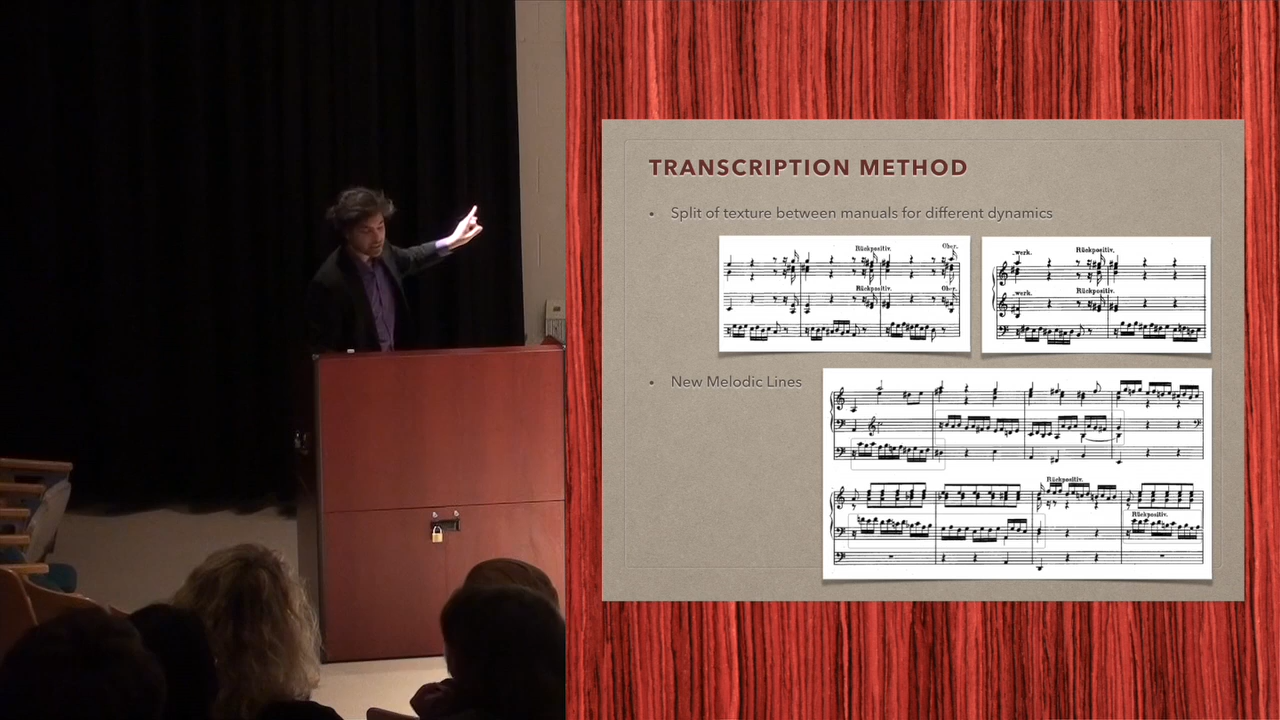 TRANSCRIPTION METHOD
• Split of texture between manuals for different dynamics
Rückpositiv. Ober.
Rückpositiv. Ober.
..werk. Rückpositiv.
..werk. Rückpositiv.
• New Melodic Lines
Rückpositiv.
Rückpositiv.